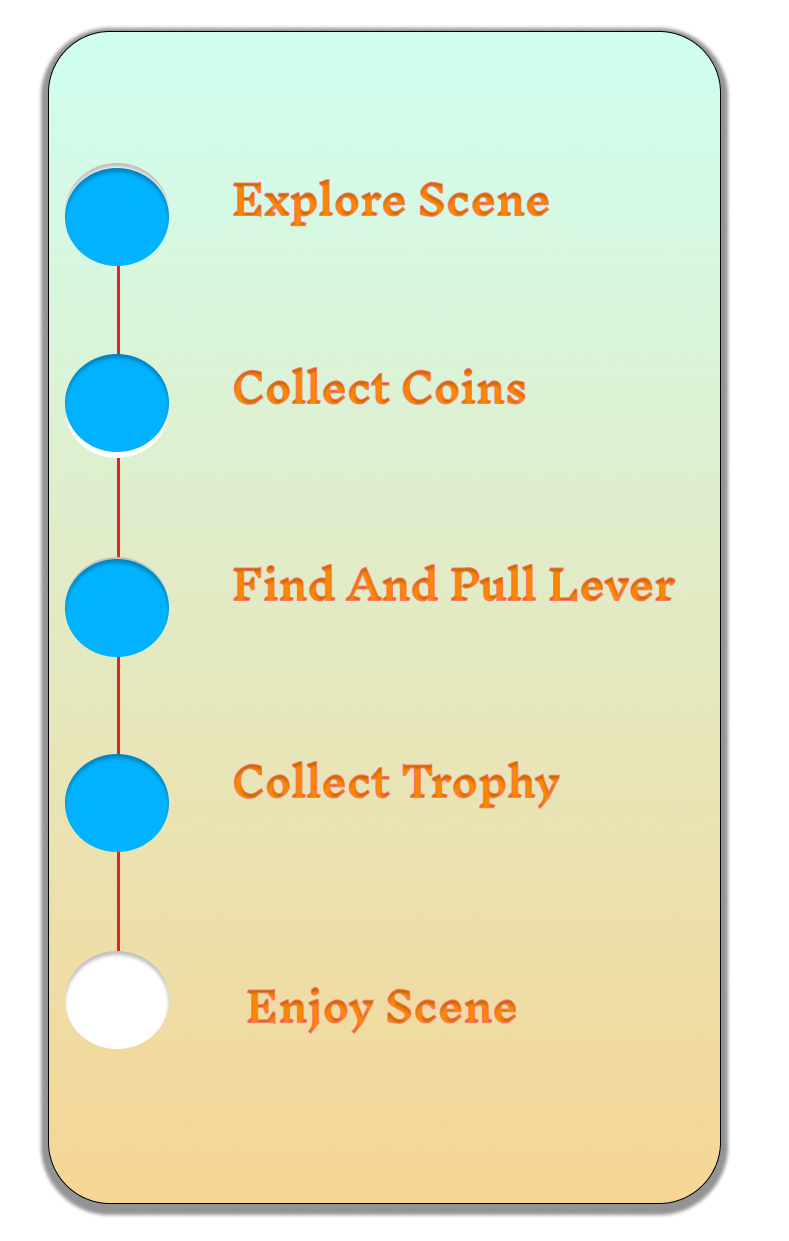 Explore Scene
Collect Coins
Find And Pull Lever
Collect Trophy
Enjoy Scene